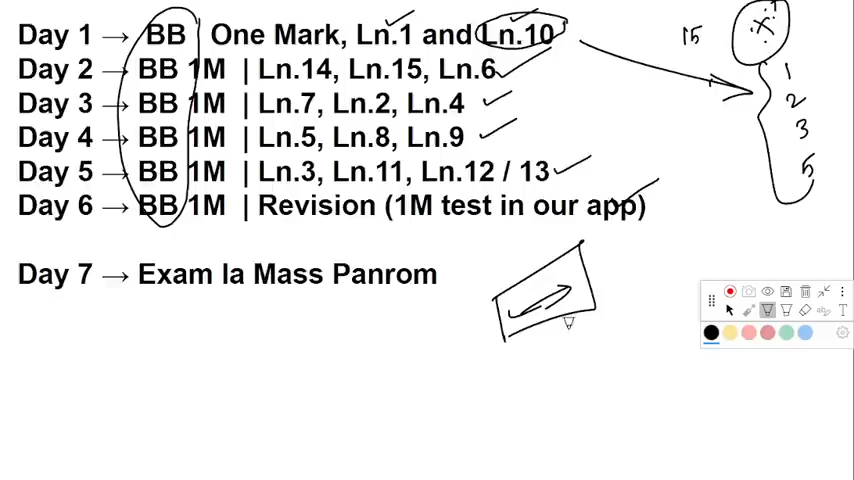 Day 1 → BB | One Mark, Ln.1 and Ln.10
Day 2 → BB 1M | Ln.14, Ln.15, Ln.6
Day 3 → BB 1M | Ln.7, Ln.2, Ln.4
Day 4 → BB 1M | Ln.5, Ln.8, Ln.9
Day 5 → BB 1M | Ln.3, Ln.11, Ln.12 / 13
Day 6 → BB 1M | Revision (1M test in our app)
Day 7 → Exam la Mass Panrom
15
1
2
3
5